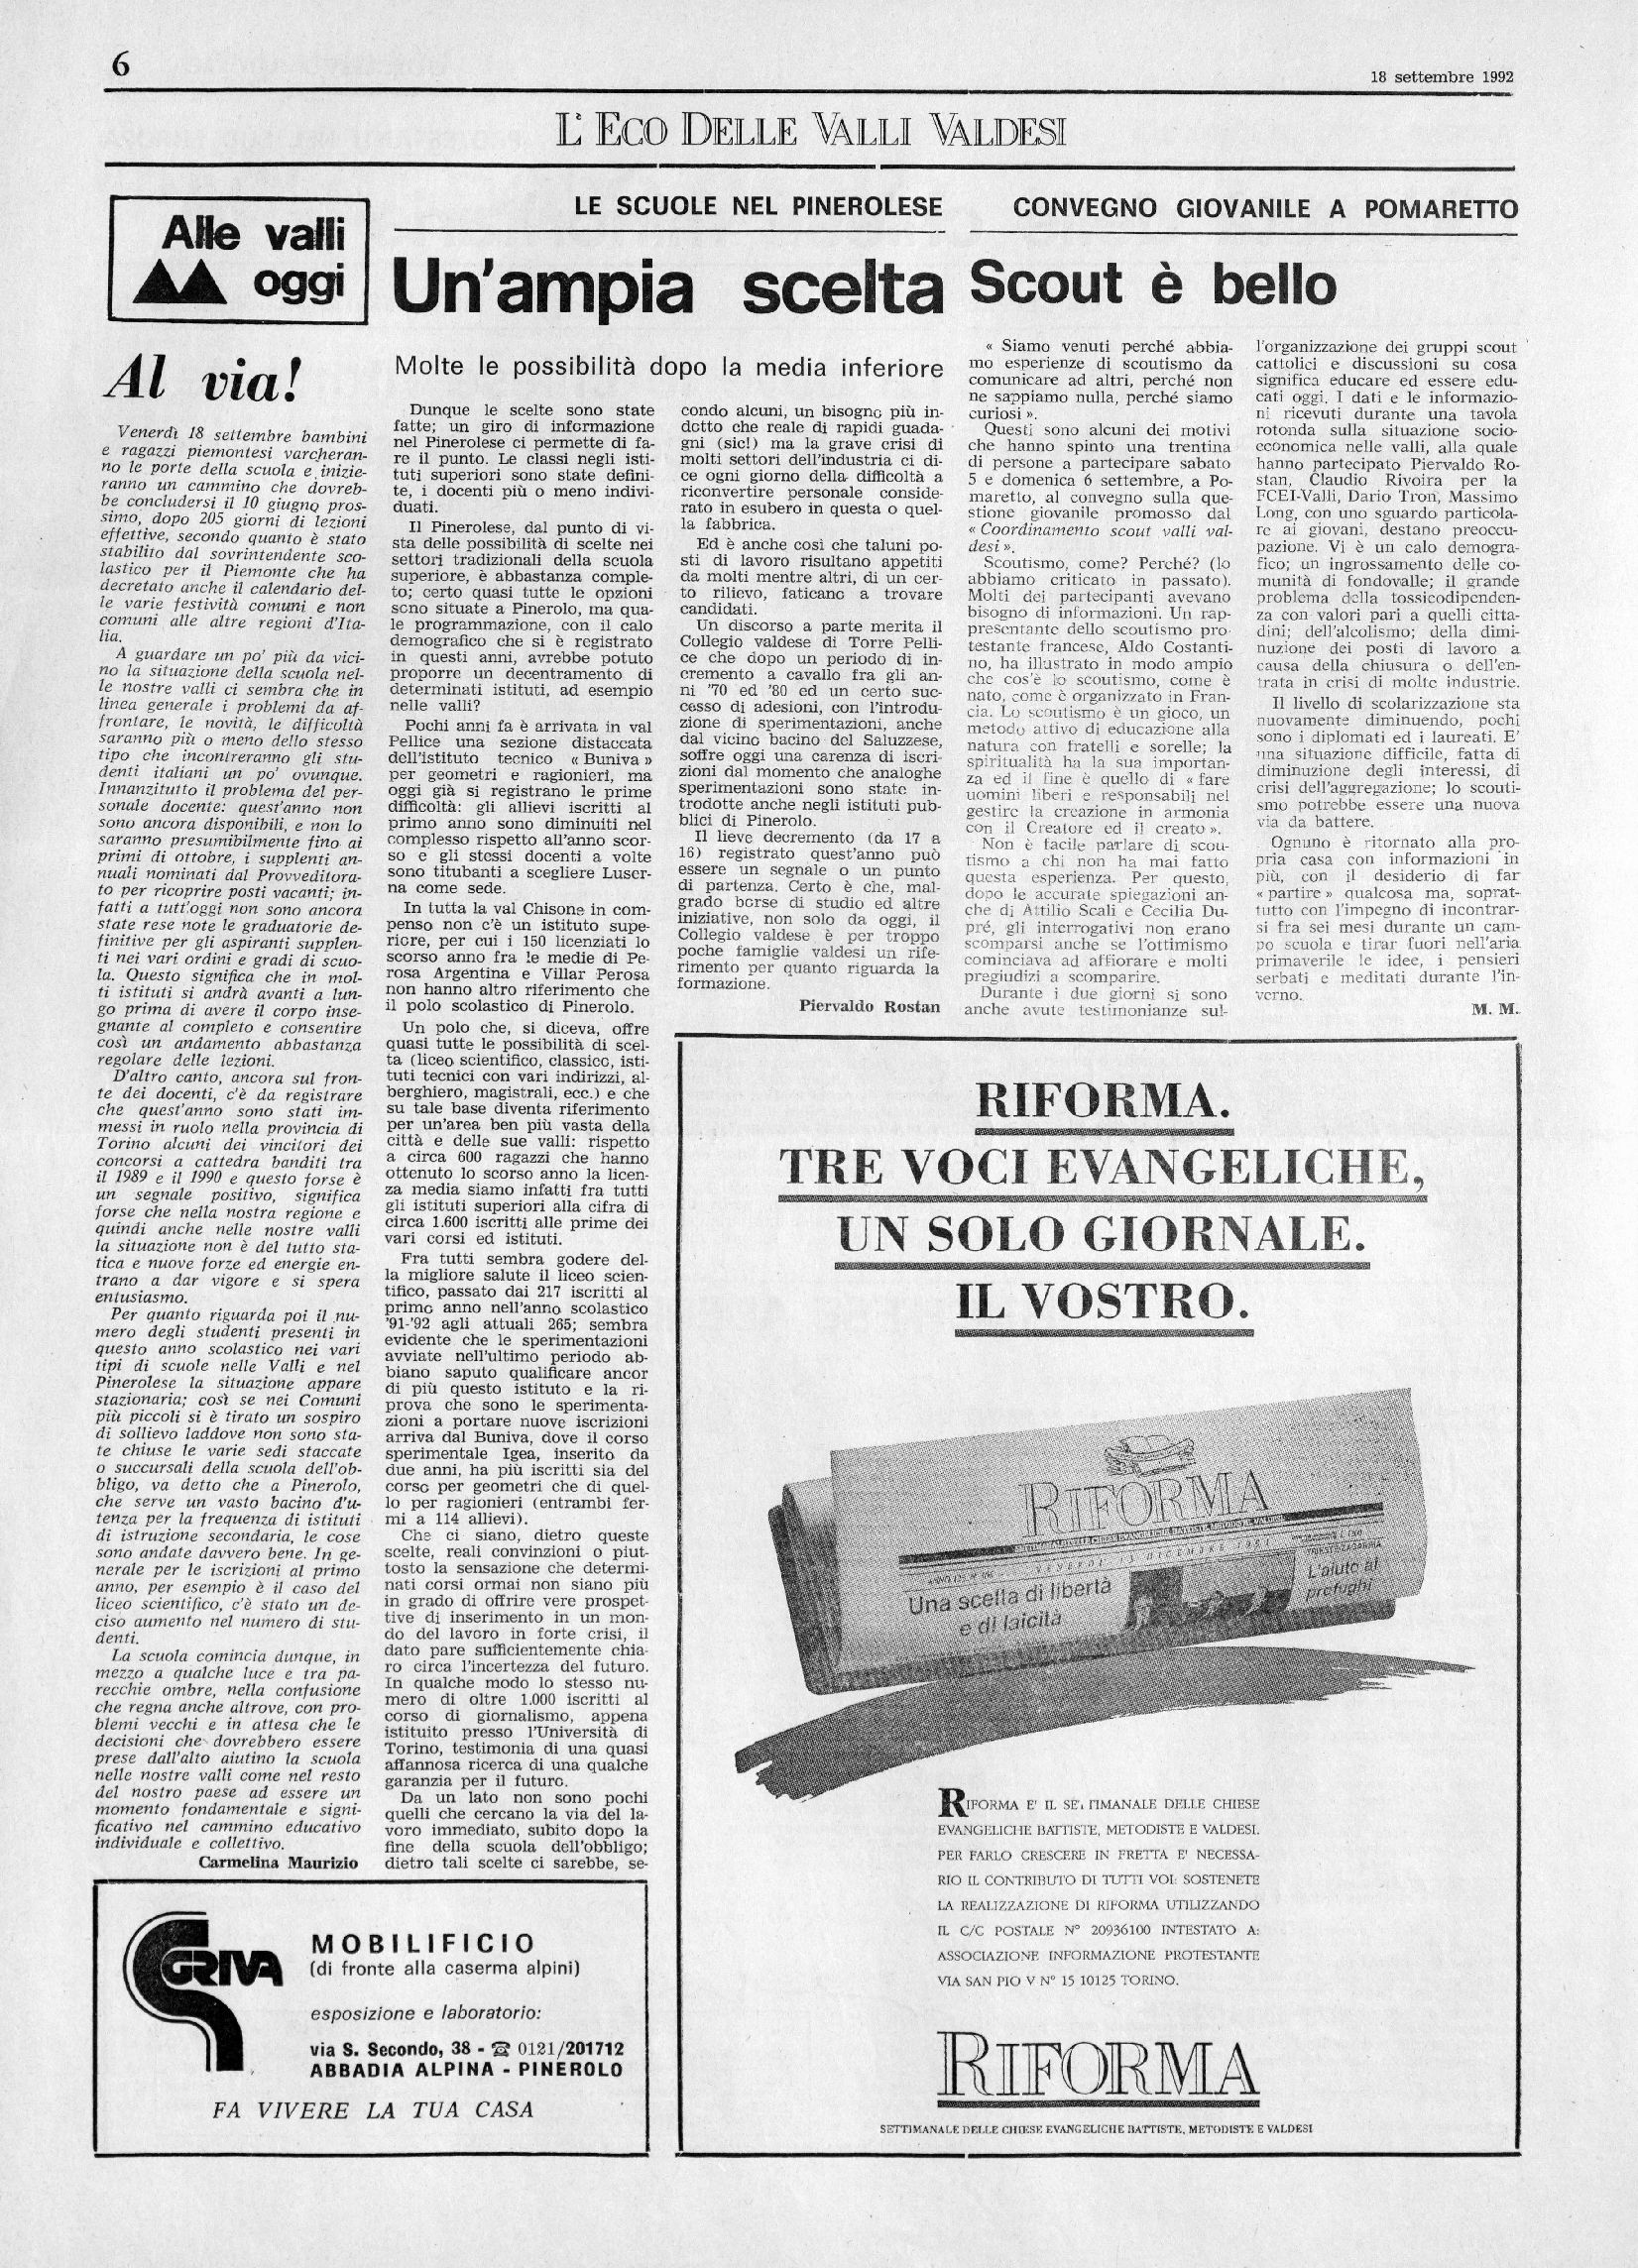 6
18 settembre 1992
L'ECO DELLE VALLI VALDESI
Alle valli
oggi
Al via!
Venerdì 18 settembre bambini
e ragazzi piemontesi varcheran-
no le porte della scuola e inizie-
ranno un cammino che dovreb-
be concludersi il 10 giugno pros-
simo, dopo 205 giorni di lezioni
effettive, secondo quanto è stato
stabilito dal sovrintendente sco-
lastico per il Piemonte che ha
decretato anche il calendario del-
le varie festività comuni e non
comuni alle altre regioni d'Ita-
lia.
A guardare un po' più da vici-
no la situazione della scuola nel-
le nostre valli ci sembra che in
linea generale i problemi da af-
frontare, le novità, le difficoltà
saranno più o meno dello stesso
tipo che incontreranno gli stu-
denti italiani un po' ovunque.
Innanzitutto il problema del per-
sonale docente: quest'anno non
sono ancora disponibili, e non lo
saranno presumibilmente fino ai
primi di ottobre, i supplenti an-
nuali nominati dal Provveditora-
to per ricoprire posti vacanti; in-
fatti a tutt'oggi non sono ancora
state rese note le graduatorie de-
finitive per gli aspiranti supplen-
ti nei vari ordini e gradi di scuo-
la. Questo significa che in mol-
ti istituti si andrà avanti a lun-
go prima di avere il corpo inse-
gnante al completo e consentire
così un andamento abbastanza
regolare delle lezioni.
D'altro canto, ancora sul fron-
te dei docenti, c'è da registrare
che quest'anno sono stati im-
messi in ruolo nella provincia di
Torino alcuni dei vincitori dei
concorsi a cattedra banditi tra
il 1989 e il 1990 e questo forse è
un segnale positivo, significa
forse che nella nostra regione e
quindi anche nelle nostre valli
la situazione non è del tutto sta-
tica e nuove forze ed energie en-
trano a dar vigore e si spera
entusiasmo.
Per quanto riguarda poi il nu-
mero degli studenti presenti in
questo anno scolastico nei vari
tipi di scuole nelle Valli e nel
Pinerolese la situazione appare
stazionaria; così se nei Comuni
più piccoli si è tirato un sospiro
di sollievo laddove non sono sta-
te chiuse le varie sedi staccate
o succursali della scuola dell'ob-
bligo, va detto che a Pinerolo,
che serve un vasto bacino d'u-
tenza per la frequenza di istituti
di istruzione secondaria, le cose
sono andate davvero bene. In ge-
nerale per le iscrizioni al primo
anno, per esempio è il caso del
liceo scientifico, c'è stato un de-
ciso aumento nel numero di stu-
denti.
La scuola comincia dunque, in
mezzo a qualche luce e tra pa-
recchie ombre, nella confusione
che regna anche altrove, con pro-
blemi vecchi e in attesa che le
decisioni che dovrebbero essere
prese dall'alto aiutino la scuola
nelle nostre valli come nel resto
del nostro paese ad essere un
momento fondamentale e signi-
ficativo nel cammino educativo
individuale e collettivo.
Carmelina Maurizio
LE SCUOLE NEL PINEROLESE
Un'ampia scelta
Molte le possibilità dopo la media inferiore
Dunque le scelte sono state
fatte; un giro di informazione
nel Pinerolese ci permette di fa-
re il punto. Le classi negli isti-
tuti superiori sono state defini-
te, i docenti più o meno indivi-
duati.
Il Pinerolese, dal punto di vi-
sta delle possibilità di scelte nei
settori tradizionali della scuola
superiore, è abbastanza comple-
to; certo quasi tutte le opzioni
sono situate a Pinerolo, ma qua-
le programmazione, con il calo
demografico che si è registrato
in questi anni, avrebbe potuto
proporre un decentramento di
determinati istituti, ad esempio
nelle valli?
Pochi anni fa è arrivata in val
Pellice una sezione distaccata
dell'istituto tecnico « Buniva »
per geometri e ragionieri, ma
oggi già si registrano le prime
difficoltà: gli allievi iscritti al
primo anno sono diminuiti nel
complesso rispetto all'anno scor-
so e gli stessi docenti a volte
sono titubanti a scegliere Luser-
na come sede.
In tutta la val Chisone in com-
penso non c'è un istituto supe-
riore, per cui i 150 licenziati lo
scorso anno fra le medie di Pe-
rosa Argentina e Villar Perosa
non hanno altro riferimento che
il polo scolastico di Pinerolo.
Un polo che, si diceva, offre
quasi tutte le possibilità di scel-
ta (liceo scientifico, classico, isti-
tuti tecnici con vari indirizzi, al-
berghiero, magistrali, ecc.) e che
su tale base diventa riferimento
per un'area ben più vasta della
città e delle sue valli: rispetto
a circa 600 ragazzi che hanno
ottenuto lo scorso anno la licen-
za media siamo infatti fra tutti
gli istituti superiori alla cifra di
circa 1.600 iscritti alle prime dei
vari corsi ed istituti.
Fra tutti sembra godere del-
la migliore salute il liceo scien-
tifico, passato dai 217 iscritti al
primo anno nell'anno scolastico
'91-'92 agli attuali 265; sembra
evidente che le sperimentazioni
avviate nell'ultimo periodo ab-
biano saputo qualificare ancor
di più questo istituto e la ri-
prova che sono le sperimenta-
zioni a portare nuove iscrizioni
arriva dal Buniva, dove il corso
sperimentale Igea, inserito da
due anni, ha più iscritti sia del
corso per geometri che di quel-
lo per ragionieri (entrambi fer-
mi a 114 allievi).
Che ci siano, dietro queste
scelte, reali convinzioni o piut-
tosto la sensazione che determi-
nati corsi ormai non siano più
in grado di offrire vere prospet-
tive di inserimento in un mon-
do del lavoro in forte crisi, il
dato pare sufficientemente chia-
ro circa l'incertezza del futuro.
In qualche modo lo stesso nu-
mero di oltre 1.000 iscritti al
corso di giornalismo, appena
istituito presso l'Università di
Torino, testimonia di una quasi
affannosa ricerca di una qualche
garanzia per il futuro.
Da un lato non sono pochi
quelli che cercano la via del la-
voro immediato, subito dopo la
fine della scuola dell'obbligo;
dietro tali scelte ci sarebbe, se-
condo alcuni, un bisogno più in-
dotto che reale di rapidi guada-
gni (sic!) ma la grave crisi di
molti settori dell'industria ci di-
ce ogni giorno della difficoltà a
riconvertire personale conside-
rato in esubero in questa o quel-
la fabbrica.
Ed è anche così che taluni po-
sti di lavoro risultano appetiti
da molti mentre altri, di un cer-
to rilievo, faticano a trovare
candidati.
Un discorso a parte merita il
Collegio valdese di Torre Pelli-
ce che dopo un periodo di in-
cremento a cavallo fra gli an-
ni '70 ed '80 ed un certo suc-
cesso di adesioni, con l'introdu-
zione di sperimentazioni, anche
dal vicino bacino del Saluzzese,
soffre oggi una carenza di iscri-
zioni dal momento che analoghe
sperimentazioni sono state in-
trodotte anche negli istituti pub-
blici di Pinerolo.
Il lieve decremento (da 17 a
16) registrato quest'anno può
essere un segnale o un punto
di partenza. Certo è che, mal-
grado borse di studio ed altre
iniziative, non solo da oggi, il
Collegio valdese è per troppo
poche famiglie valdesi un rife-
rimento per quanto riguarda la
formazione.
Piervaldo Rostan
CONVEGNO GIOVANILE A POMARETTO
Scout è bello
« Siamo venuti perché abbia-
mo esperienze di scoutismo da
comunicare ad altri, perché non
ne sappiamo nulla, perché siamo
curiosi ».
Questi sono alcuni dei motivi
che hanno spinto una trentina
di persone a partecipare sabato
5 e domenica 6 settembre, a Po-
maretto, al convegno sulla que-
stione giovanile promosso dal
« Coordinamento scout valli val-
desi ».
Scoutismo, come? Perché? (lo
abbiamo criticato in passato).
Molti dei partecipanti avevano
bisogno di informazioni. Un rap-
presentante dello scoutismo pro-
testante francese, Aldo Costanti-
no, ha illustrato in modo ampio
che cos'è lo scoutismo, come è
nato, come è organizzato in Fran-
cia. Lo scoutismo è un gioco, un
metodo attivo di educazione alla
natura con fratelli e sorelle; la
spiritualità ha la sua importan-
za ed il fine è quello di « fare
uomini liberi e responsabili nel
gestire la creazione in armonia
con il Creatore ed il creato ».
Non è facile parlare di scou-
tismo a chi non ha mai fatto
questa esperienza. Per questo,
dopo le accurate spiegazioni an-
che di Attilio Scali e Cecilia Du-
pré, gli interrogativi non erano
scomparsi anche se l'ottimismo
cominciava ad affiorare e molti
pregiudizi a scomparire.
Durante i due giorni si sono
anche avute testimonianze sul-
l'organizzazione dei gruppi scout
cattolici e discussioni su cosa
significa educare ed essere edu-
cati oggi. I dati e le informazio-
ni ricevuti durante una tavola
rotonda sulla situazione socio-
economica nelle valli, alla quale
hanno partecipato Piervaldo Ro-
stan, Claudio Rivoira per la
FCEI-Valli, Dario Tron, Massimo
Long, con uno sguardo particola-
re ai giovani, destano preoccu-
pazione. Vi è un calo demogra-
fico; un ingrossamento delle co-
munità di fondovalle; il grande
problema della tossicodipenden-
za con valori pari a quelli citta-
dini; dell'alcolismo; della dimi-
nuzione dei posti di lavoro a
causa della chiusura o dell'en-
trata in crisi di molte industrie.
Il livello di scolarizzazione sta
nuovamente diminuendo, pochi
sono i diplomati ed i laureati. E'
una situazione difficile, fatta di
diminuzione degli interessi, di
crisi dell'aggregazione; lo scouti-
smo potrebbe essere una nuova
via da battere.
Ognuno è ritornato alla pro-
pria casa con informazioni in
più, con il desiderio di far
« partire » qualcosa ma, soprat-
tutto con l'impegno di incontrar-
si fra sei mesi durante un cam-
po scuola e tirar fuori nell'aria
primaverile le idee, i pensieri
serbati e meditati durante l'in-
verno.
M. M.
RIFORMA.
TRE VOCI EVANGELICHE,
UN SOLO GIORNALE.
IL VOSTRO.
RIFORMA
VENERDI 13 DICEMBRE 1991
Una scelta di libertà
e di laicità
L'aiuto ai
profughi
RIFORMA E' IL SETTIMANALE DELLE CHIESE
EVANGELICHE BATTISTE, METODISTE E VALDESI.
PER FARLO CRESCERE IN FRETTA E' NECESSA-
RIO IL CONTRIBUTO DI TUTTI VOI: SOSTENETE
LA REALIZZAZIONE DI RIFORMA UTILIZZANDO
IL C/C POSTALE N° 20936100 INTESTATO A:
ASSOCIAZIONE INFORMAZIONE PROTESTANTE
VIA SAN PIO V N° 15 10125 TORINO.
RIFORMA
SETTIMANALE DELLE CHIESE EVANGELICHE BATTISTE, METODISTE E VALDESI
GRIVA
MOBILIFICIO
(di fronte alla caserma alpini)
esposizione e laboratorio:
via S. Secondo, 38 - ☎ 0121/201712
ABBADIA ALPINA - PINEROLO
FA VIVERE LA TUA CASA